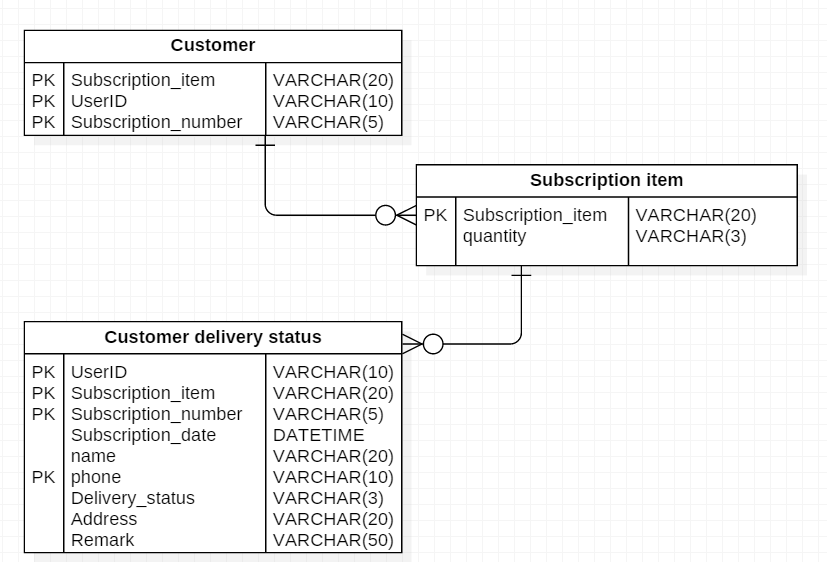 Customer
PK Subscription_item VARCHAR(20)
PK UserID VARCHAR(10)
PK Subscription_number VARCHAR(5)
Subscription item
PK Subscription_item VARCHAR(20)
quantity VARCHAR(3)
Customer delivery status
PK UserID VARCHAR(10)
PK Subscription_item VARCHAR(20)
PK Subscription_number VARCHAR(5)
Subscription_date DATETIME
name VARCHAR(20)
PK phone VARCHAR(10)
Delivery_status VARCHAR(3)
Address VARCHAR(20)
Remark VARCHAR(50)